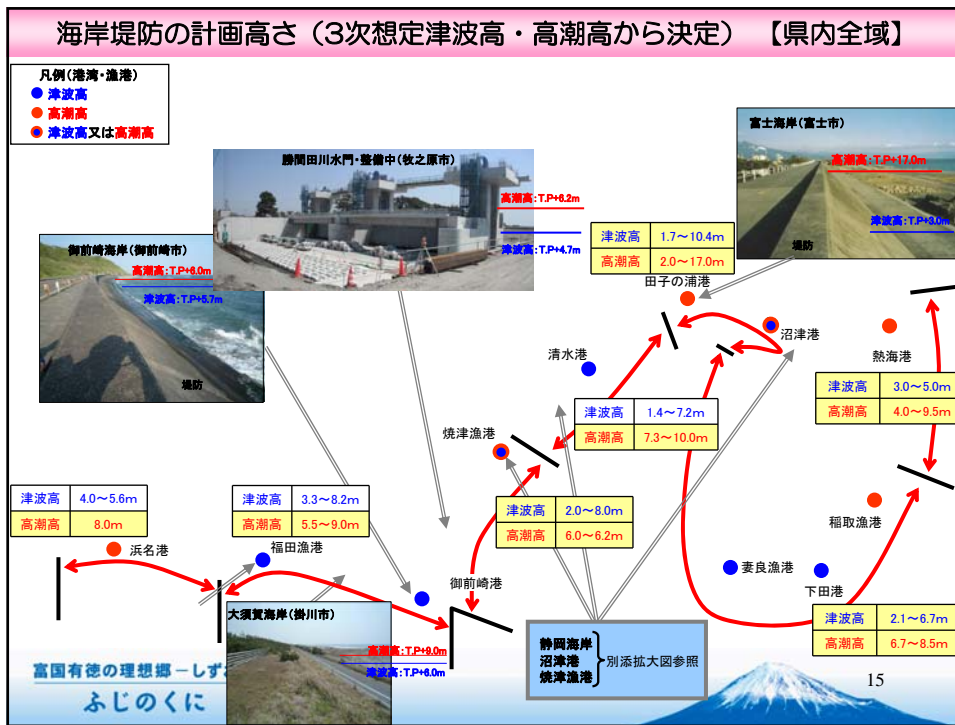 海岸堤防の計画高さ（3次想定津波高・高潮高から決定）【県内全域】
凡例（港湾・漁港）
津波高
高潮高
津波高又は高潮高
勝間田川水門・整備中（牧之原市）
高潮高：T.P+6.2m
津波高：T.P+4.7m
富士海岸（富士市）
高潮高：T.P+17.0m
津波高：T.P+3.0m
堤防
御前崎海岸（御前崎市）
高潮高：T.P+6.0m
津波高：T.P+5.7m
堤防
津波高 1.7～10.4m
高潮高 2.0～17.0m
田子の浦港
沼津港
清水港
熱海港
津波高 3.0～5.0m
高潮高 4.0～9.5m
津波高 1.4～7.2m
高潮高 7.3～10.0m
焼津漁港
津波高 4.0～5.6m
高潮高 8.0m
浜名港
津波高 3.3～8.2m
高潮高 5.5～9.0m
福田漁港
津波高 2.0～8.0m
高潮高 6.0～6.2m
御前崎港
稲取漁港
妻良漁港
下田港
津波高 2.1～6.7m
高潮高 6.7～8.5m
大須賀海岸（掛川市）
高潮高：T.P+9.0m
津波高：T.P+6.0m
静岡海岸
沼津港
焼津漁港
別添拡大図参照
富国有徳の理想郷－しず
ふじのくに
15